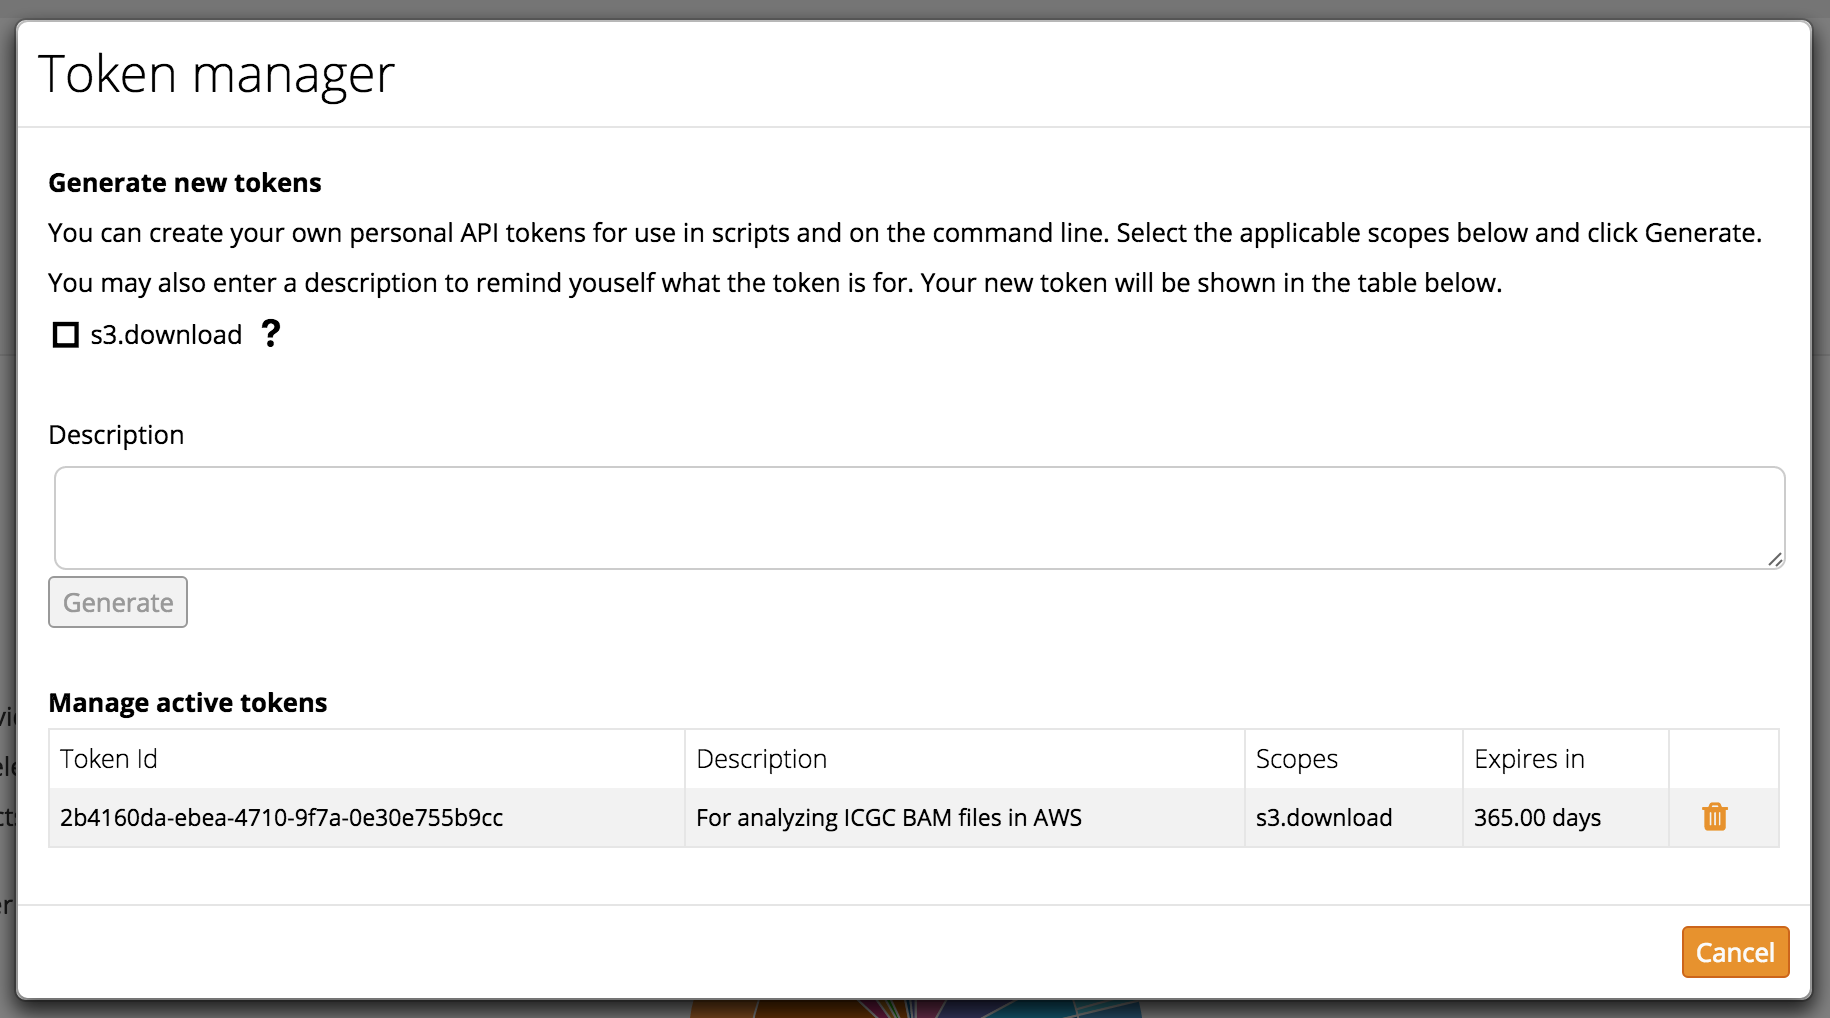 Token manager
Generate new tokens
You can create your own personal API tokens for use in scripts and on the command line. Select the applicable scopes below and click Generate.
You may also enter a description to remind youself what the token is for. Your new token will be shown in the table below.
s3.download ?
Description
Generate
Manage active tokens
Token Id Description Scopes Expires in
2b4160da-ebea-4710-9f7a-0e30e755b9cc For analyzing ICGC BAM files in AWS s3.download 365.00 days
Cancel